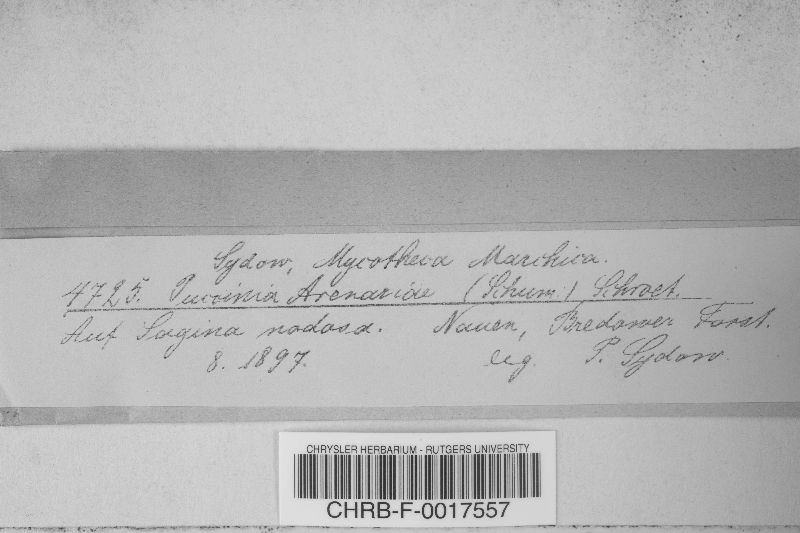 Sydow, Mycotheca Marchica.
4725. Puccinia Arenariae (Schum.) Schroet.
Auf Sagina nodosa. Nauen, Bredower Forst.
8. 1897. leg. P. Sydow
CHRYSLER HERBARIUM - RUTGERS UNIVERSITY
CHRB-F-0017557